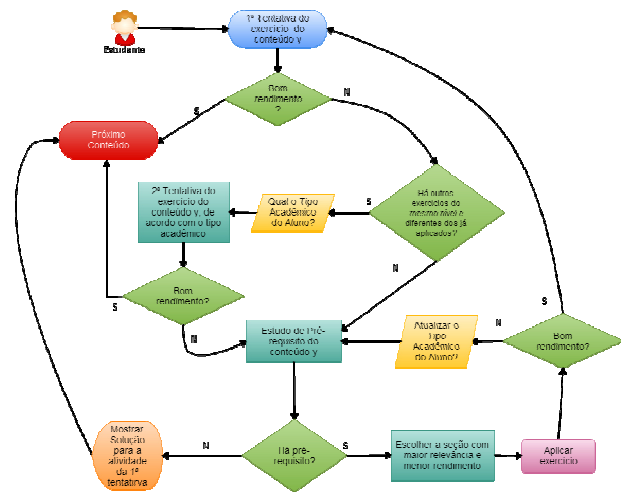 Estudante
1ª Tentativa do
exercício do
conteúdo y
Bom
rendimento
?
S
N
Próximo
Conteúdo
2ª Tentativa do
exercício do
conteúdo y, de
acordo com o tipo
acadêmico
Qual o Tipo
Acadêmico
do Aluno?
S
Há outros
exercícios do
mesmo nível e
diferentes dos já
aplicados?
N
Bom
rendimento?
S
N
Estudo de Pré-
requisito do
conteúdo y
Atualizar o
Tipo
Acadêmico
do Aluno?
N
S
Bom
rendimento?
Mostrar
Solução
para a
atividade
da 1ª
tentatirva
N
Há pré-
requisito?
S
Escolher a seção com
maior relevância e
menor rendimento
Aplicar
exercício